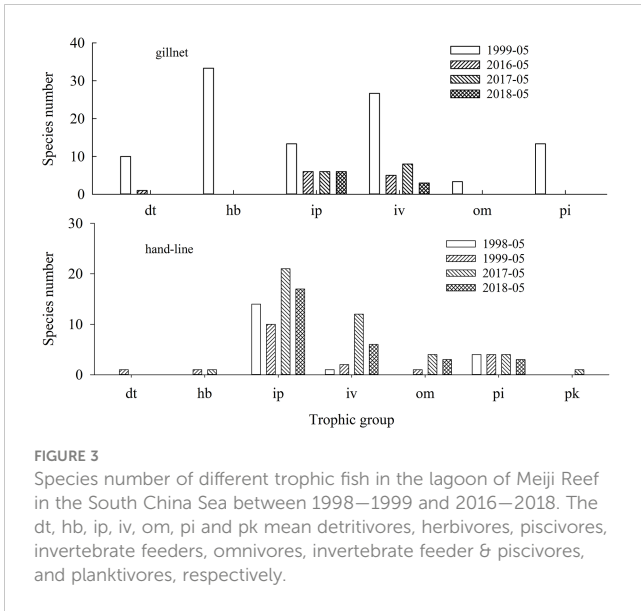 40
gillnet
1999-05
2016-05
2017-05
2018-05
30
20
10
0
Species number
dt hb ip iv om pi
30
hand-line
1998-05
1999-05
2017-05
2018-05
20
10
0
Species number
dt hb ip iv om pi pk
Trophic group
FIGURE 3
Species number of different trophic fish in the lagoon of Meiji Reef
in the South China Sea between 1998—1999 and 2016—2018. The
dt, hb, ip, iv, om, pi and pk mean detritivores, herbivores, piscivores,
invertebrate feeders, omnivores, invertebrate feeder & piscivores,
and planktivores, respectively.